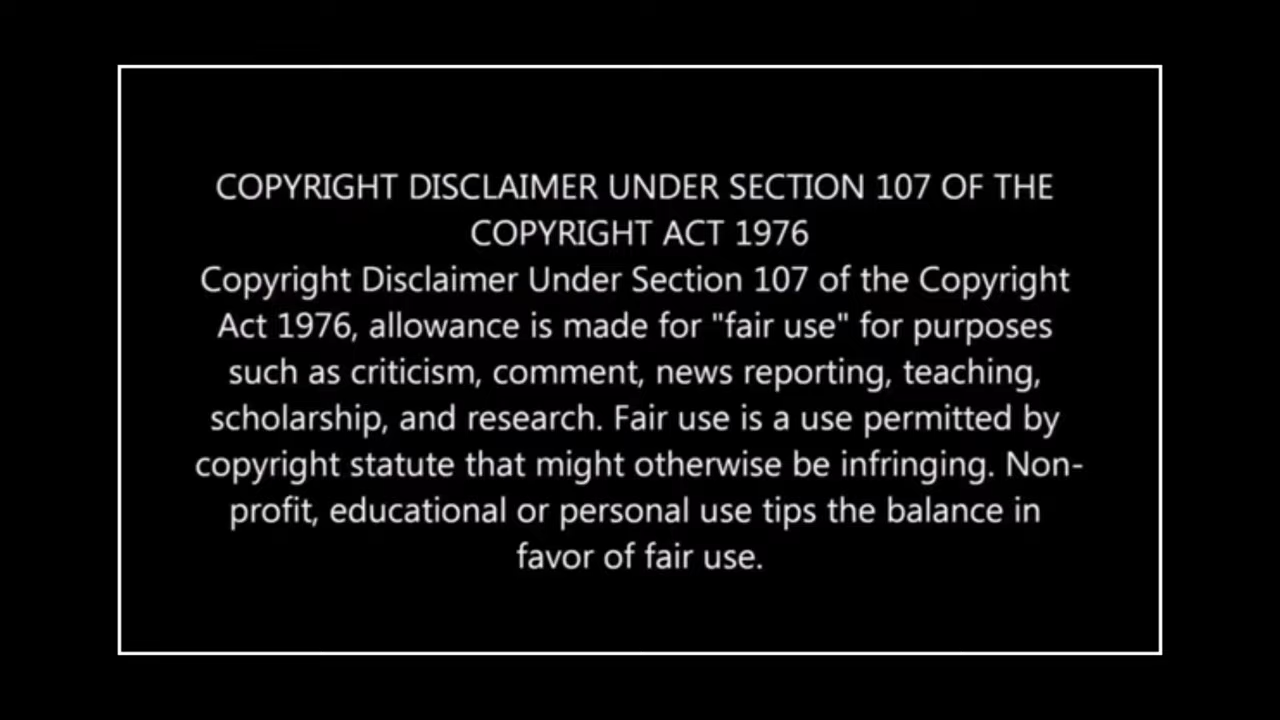 COPYRIGHT DISCLAIMER UNDER SECTION 107 OF THE
COPYRIGHT ACT 1976
Copyright Disclaimer Under Section 107 of the Copyright
Act 1976, allowance is made for "fair use" for purposes
such as criticism, comment, news reporting, teaching,
scholarship, and research. Fair use is a use permitted by
copyright statute that might otherwise be infringing. Non-
profit, educational or personal use tips the balance in
favor of fair use.